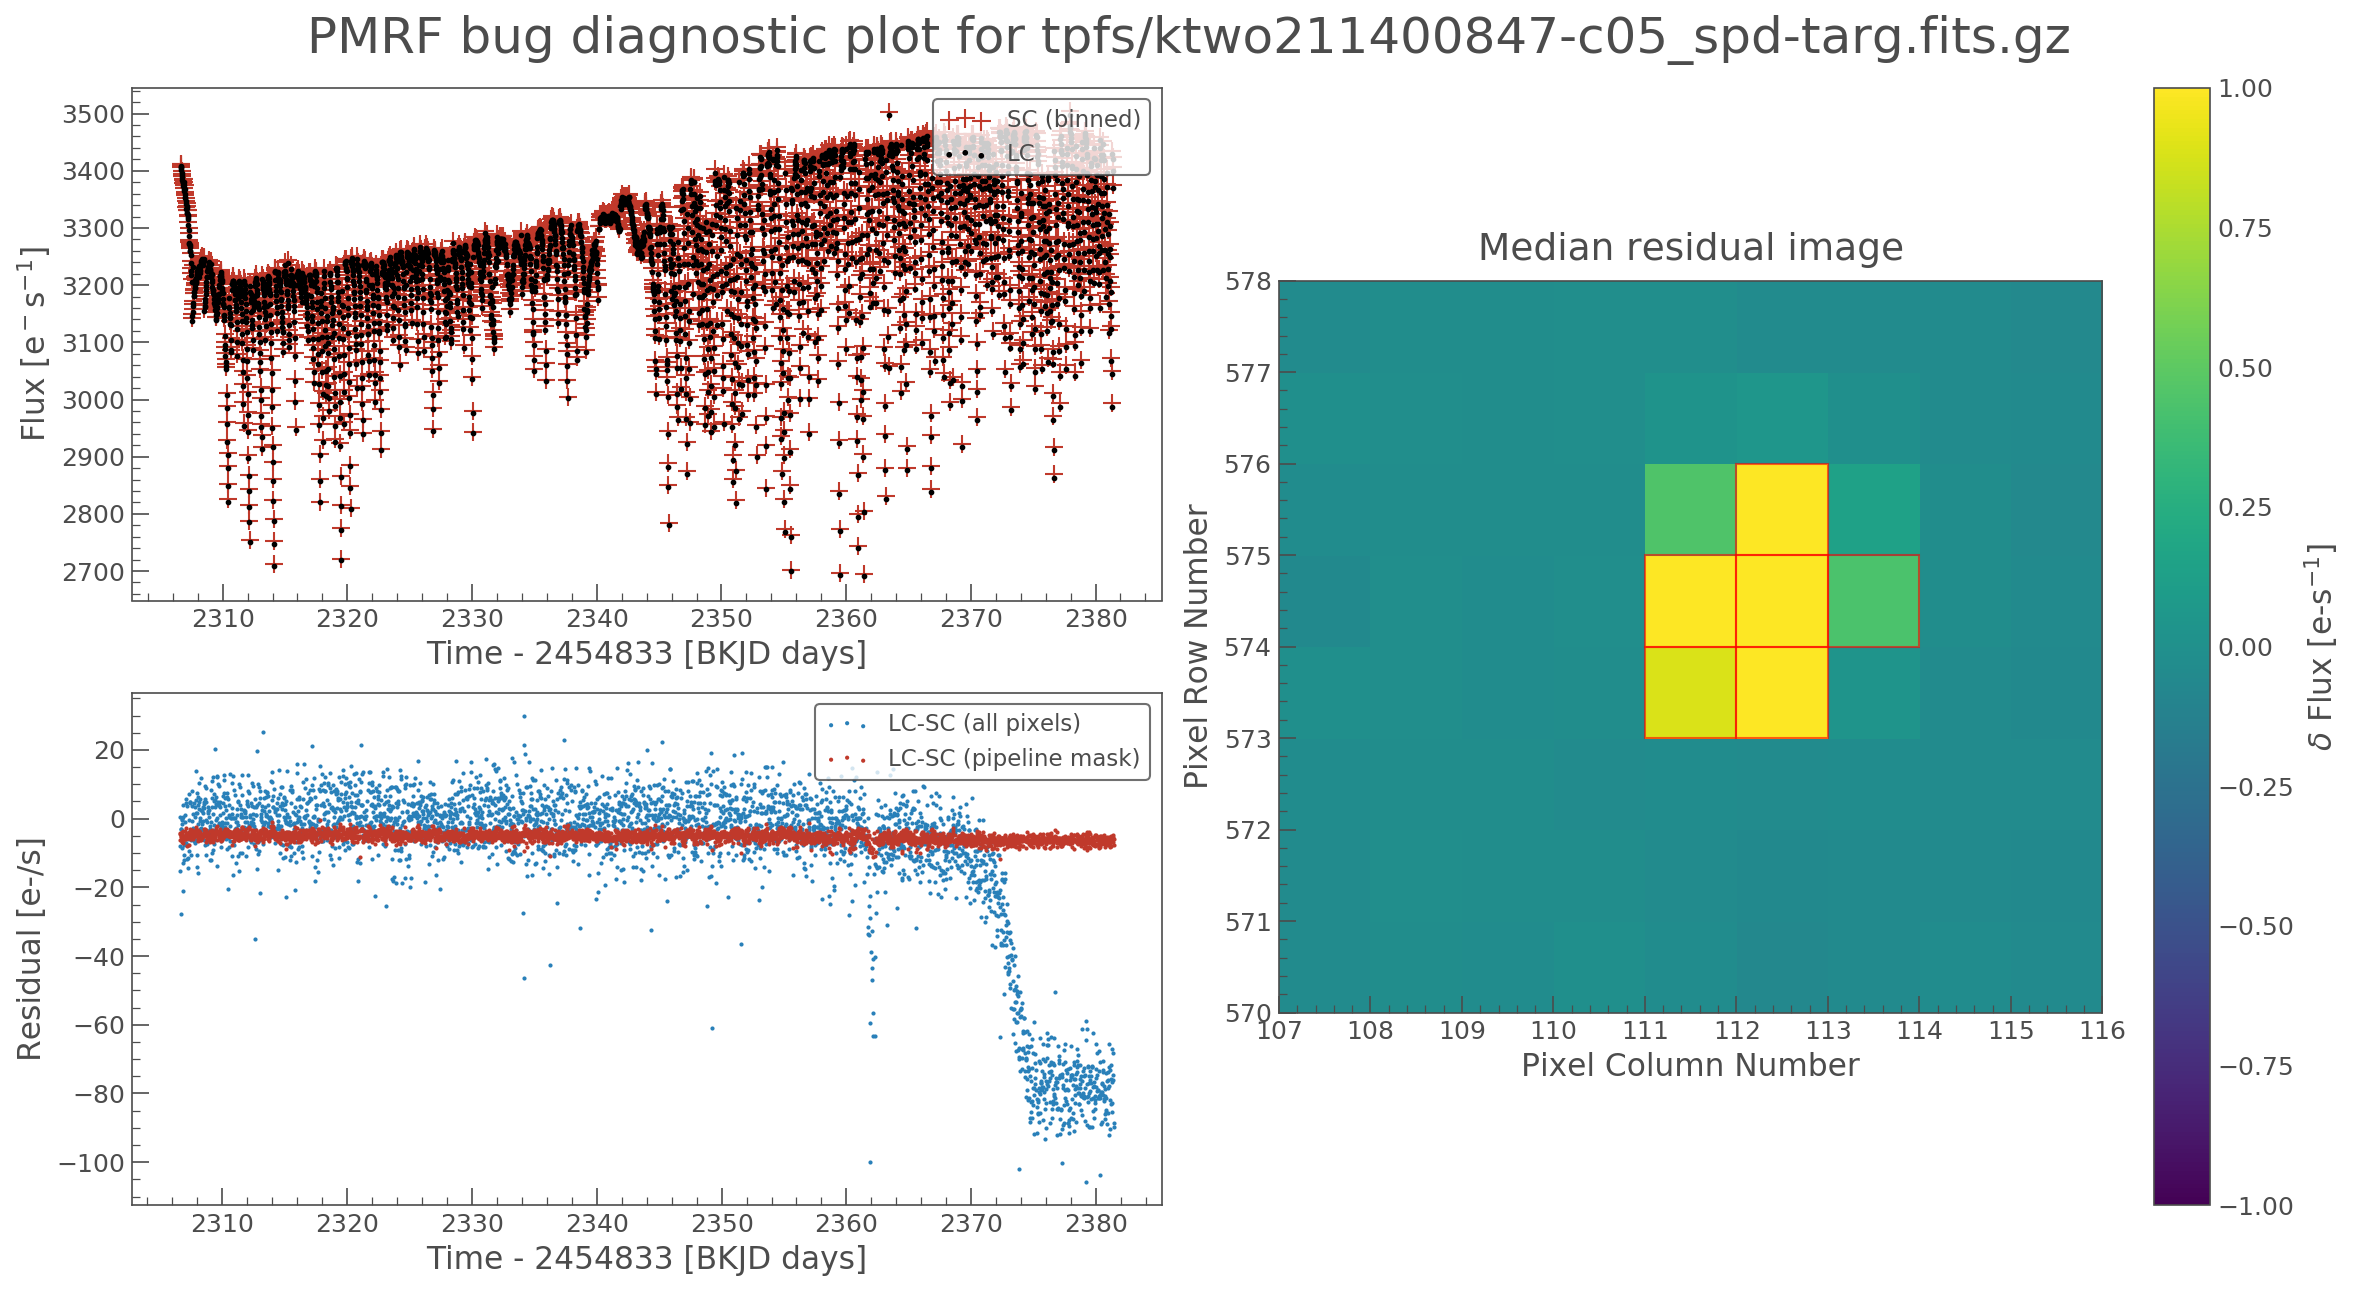 PMRF bug diagnostic plot for tpfs/ktwo211400847-c05_spd-targ.fits.gz
3500
3400
3300
3200
3100
3000
2900
2800
2700
Flux [e⁻ s⁻¹]
SC (binned)
LC
2310 2320 2330 2340 2350 2360 2370 2380
Time - 2454833 [BKJD days]
20
0
−20
−40
−60
−80
−100
Residual [e-/s]
LC-SC (all pixels)
LC-SC (pipeline mask)
2310 2320 2330 2340 2350 2360 2370 2380
Time - 2454833 [BKJD days]
Median residual image
578
577
576
575
574
573
572
571
570
Pixel Row Number
107 108 109 110 111 112 113 114 115 116
Pixel Column Number
1.00
0.75
0.50
0.25
0.00
−0.25
−0.50
−0.75
−1.00
δ Flux [e-s⁻¹]